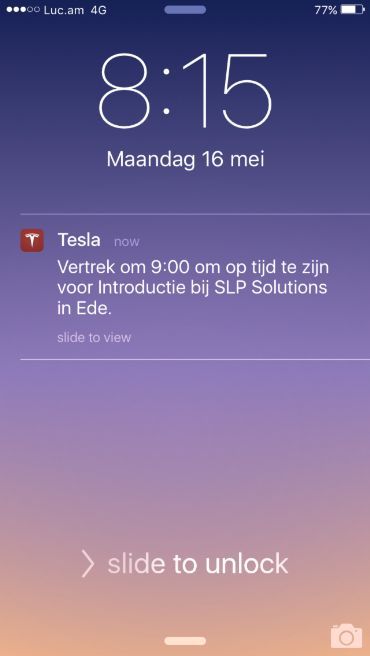 Luc.am 4G 77%
8:15
Maandag 16 mei
Tesla now
Vertrek om 9:00 om op tijd te zijn
voor Introductie bij SLP Solutions
in Ede.
slide to view
slide to unlock